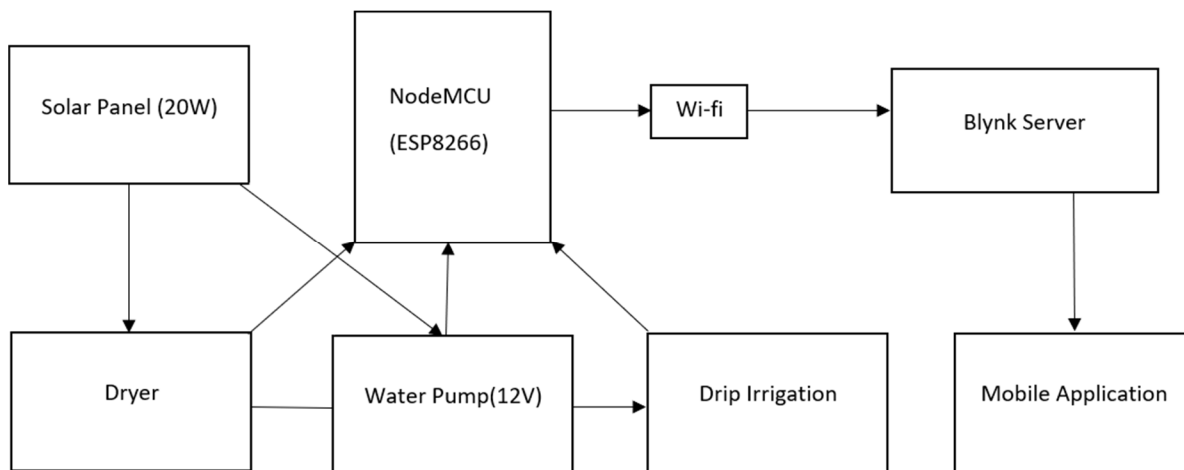 Solar Panel (20W)
NodeMCU
(ESP8266)
Wi-fi
Blynk Server
Dryer
Water Pump(12V)
Drip Irrigation
Mobile Application